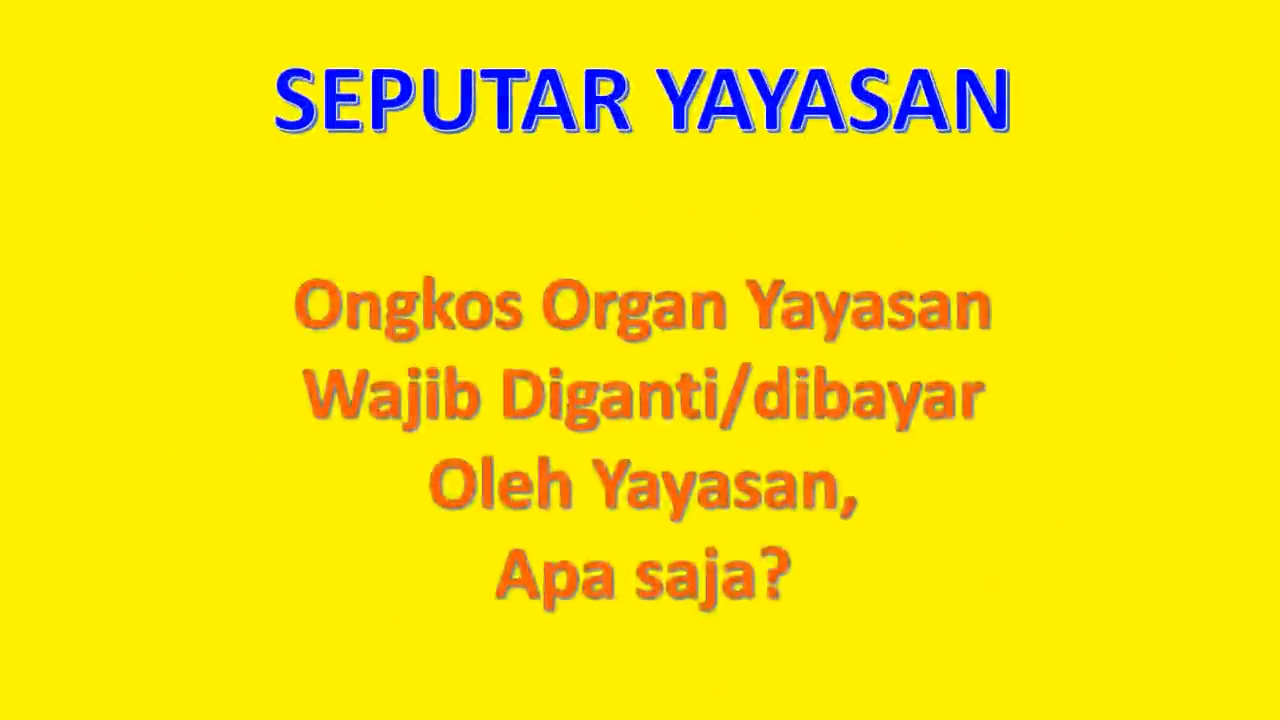 SEPUTAR YAYASAN
Ongkos Organ Yayasan
Wajib Diganti/dibayar
Oleh Yayasan,
Apa saja?